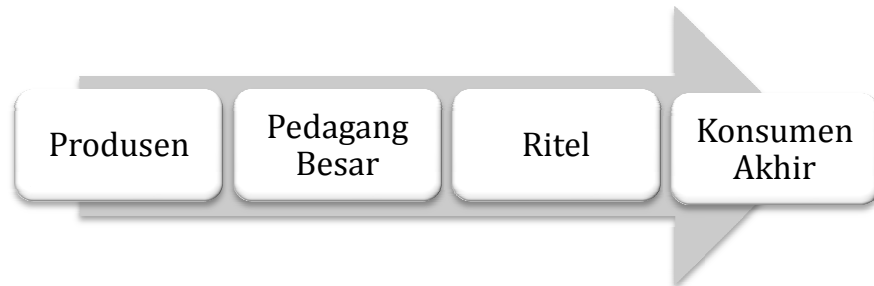 Produsen
Pedagang
Besar
Ritel
Konsumen
Akhir